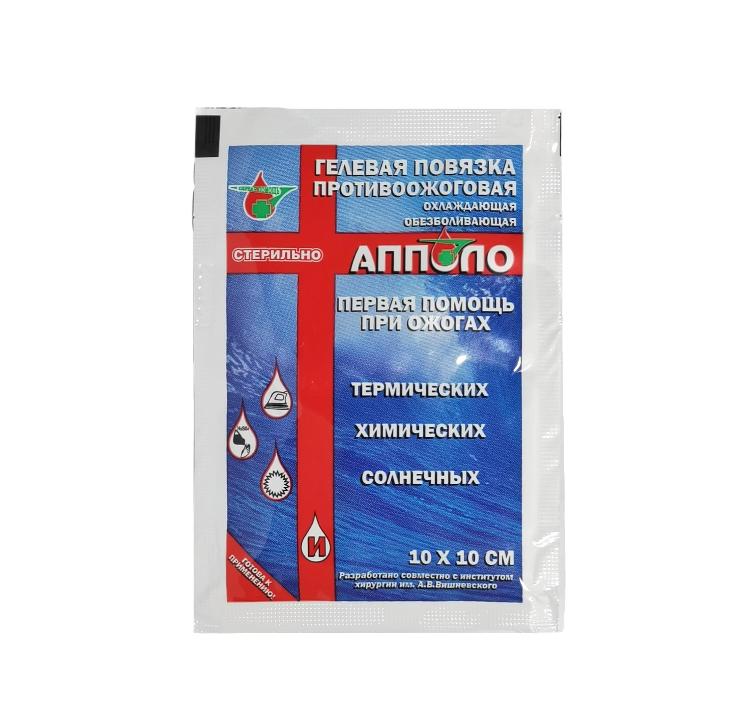 ГЕЛЕВАЯ ПОВЯЗКА
ПРОТИВООЖОГОВАЯ
ОХЛАЖДАЮЩАЯ
ОБЕЗБОЛИВАЮЩАЯ
СТЕРИЛЬНО
АППОЛО
ПЕРВАЯ ПОМОЩЬ
ПРИ ОЖОГАХ
ТЕРМИЧЕСКИХ
ХИМИЧЕСКИХ
СОЛНЕЧНЫХ
И
ГОТОВА К
ПРИМЕНЕНИЮ!
10 X 10 СМ
Разработано совместно с институтом
хирургии им. А.В.Вишневского